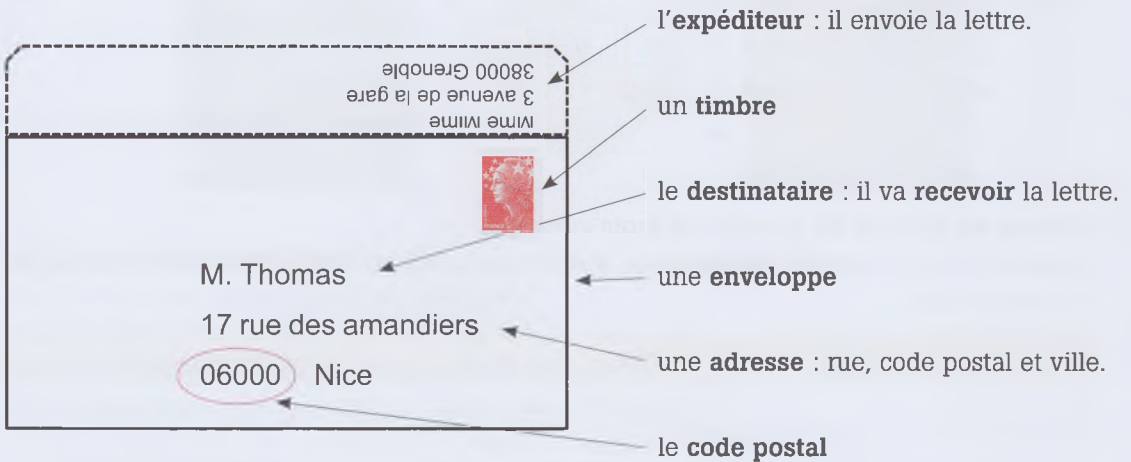 l'expéditeur : il envoie la lettre.
Mme Mime
3 avenue de la gare
38000 Grenoble
un timbre
le destinataire : il va recevoir la lettre.
M. Thomas
une enveloppe
17 rue des amandiers
une adresse : rue, code postal et ville.
06000 Nice
le code postal